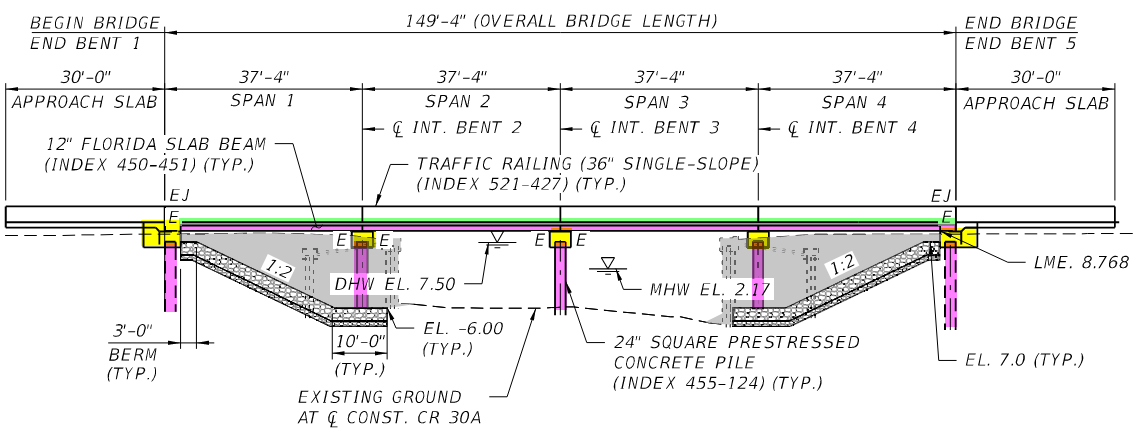 BEGIN BRIDGE
END BENT 1
149'-4" (OVERALL BRIDGE LENGTH)
END BRIDGE
END BENT 5
30'-0"
APPROACH SLAB
37'-4"
SPAN 1
37'-4"
SPAN 2
37'-4"
SPAN 3
37'-4"
SPAN 4
30'-0"
APPROACH SLAB
℄ INT. BENT 2
℄ INT. BENT 3
℄ INT. BENT 4
12" FLORIDA SLAB BEAM
(INDEX 450-451) (TYP.)
TRAFFIC RAILING (36" SINGLE-SLOPE)
(INDEX 521-427) (TYP.)
EJ
EJ
E
E
E
E
E
E
1:2
1:2
DHW EL. 7.50
MHW EL. 2.17
LME. 8.768
3'-0"
BERM
(TYP.)
10'-0"
(TYP.)
EL. -6.00
(TYP.)
24" SQUARE PRESTRESSED
CONCRETE PILE
(INDEX 455-124) (TYP.)
EL. 7.0 (TYP.)
EXISTING GROUND
AT ℄ CONST. CR 30A